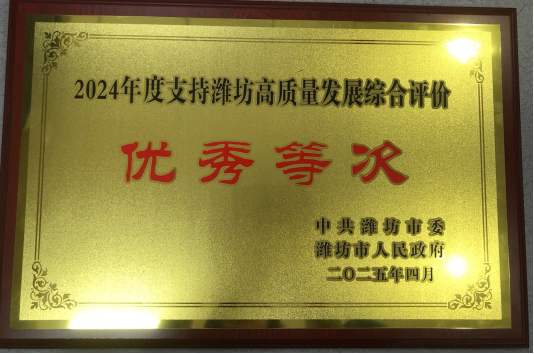 2024年度支持潍坊高质量发展综合评价
优秀等次
中共潍坊市委
潍坊市人民政府
二〇二五年四月